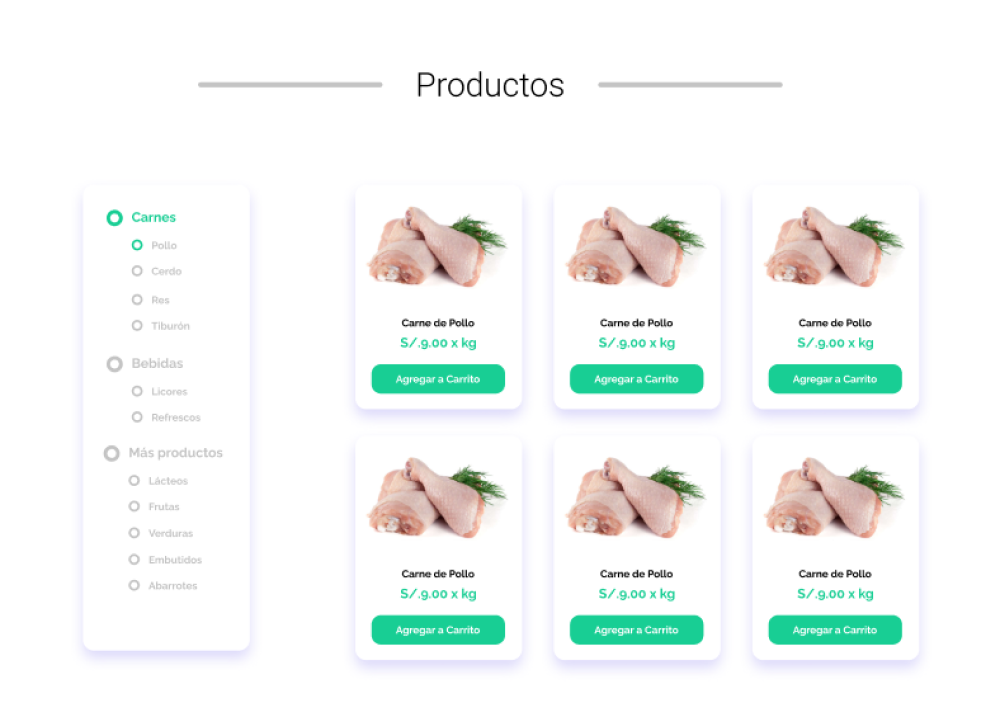 Productos
Carnes
Pollo
Cerdo
Res
Tiburón
Bebidas
Licores
Refrescos
Más productos
Lácteos
Frutas
Verduras
Embutidos
Abarrotes
Carne de Pollo
S/.9.00 x kg
Agregar a Carrito
Carne de Pollo
S/.9.00 x kg
Agregar a Carrito
Carne de Pollo
S/.9.00 x kg
Agregar a Carrito
Carne de Pollo
S/.9.00 x kg
Agregar a Carrito
Carne de Pollo
S/.9.00 x kg
Agregar a Carrito
Carne de Pollo
S/.9.00 x kg
Agregar a Carrito